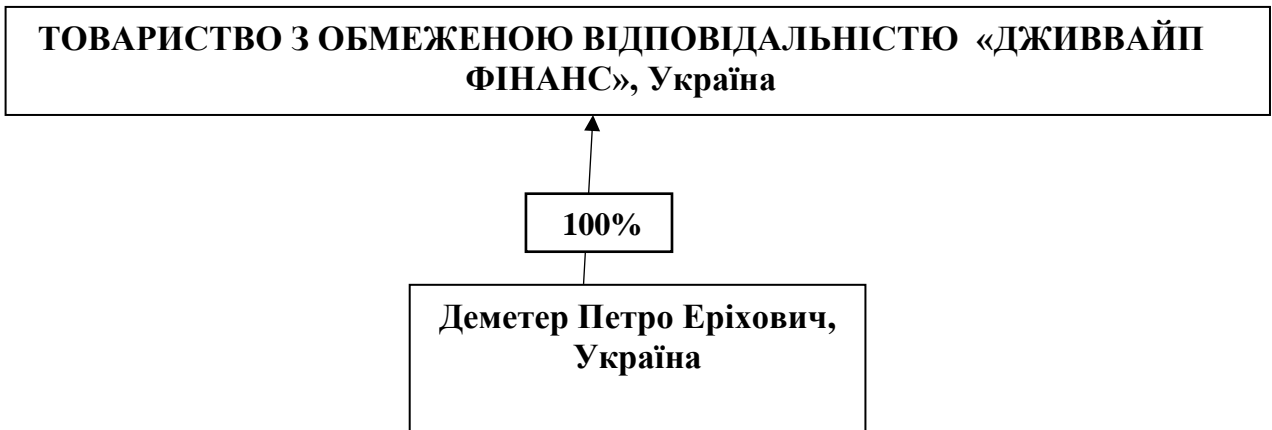 ТОВАРИСТВО З ОБМЕЖЕНОЮ ВІДПОВІДАЛЬНІСТЮ «ДЖИВВАЙП
ФІНАНС», Україна
100%
Деметер Петро Еріхович,
Україна